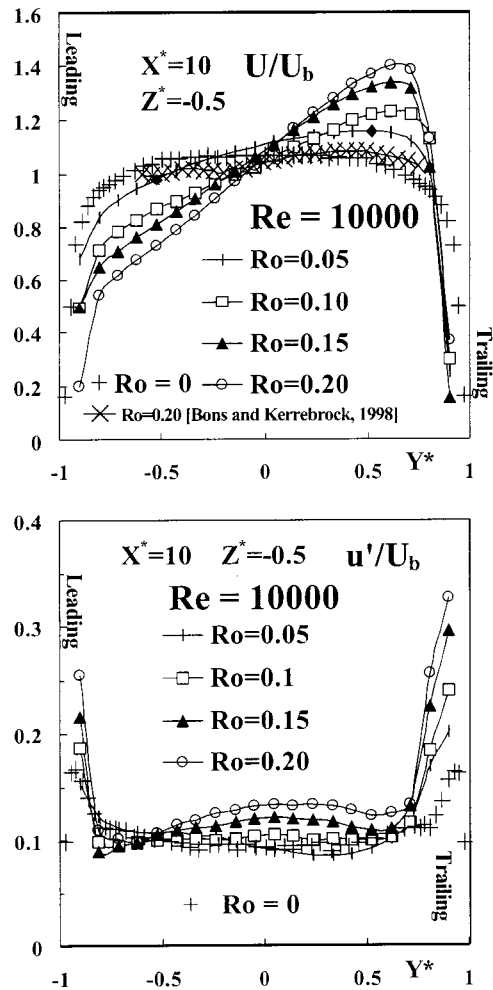 1.6
Leading
X*=10 U/U_b
1.4
Z*=-0.5
1.2
1.0
0.8
Re = 10000
Ro=0.05
0.6
Ro=0.10
Ro=0.15
0.4
Trailing
Ro = 0
Ro=0.20
0.2
Ro=0.20 [Bons and Kerrebrock, 1998]
0
-1 -0.5 0 0.5 Y* 1
0.4
X*=10 Z*=-0.5 u'/U_b
Leading
Re = 10000
Ro=0.05
0.3
Ro=0.1
Ro=0.15
Ro=0.20
0.2
0.1
Trailing
Ro = 0
0
-1 -0.5 0 0.5 Y* 1